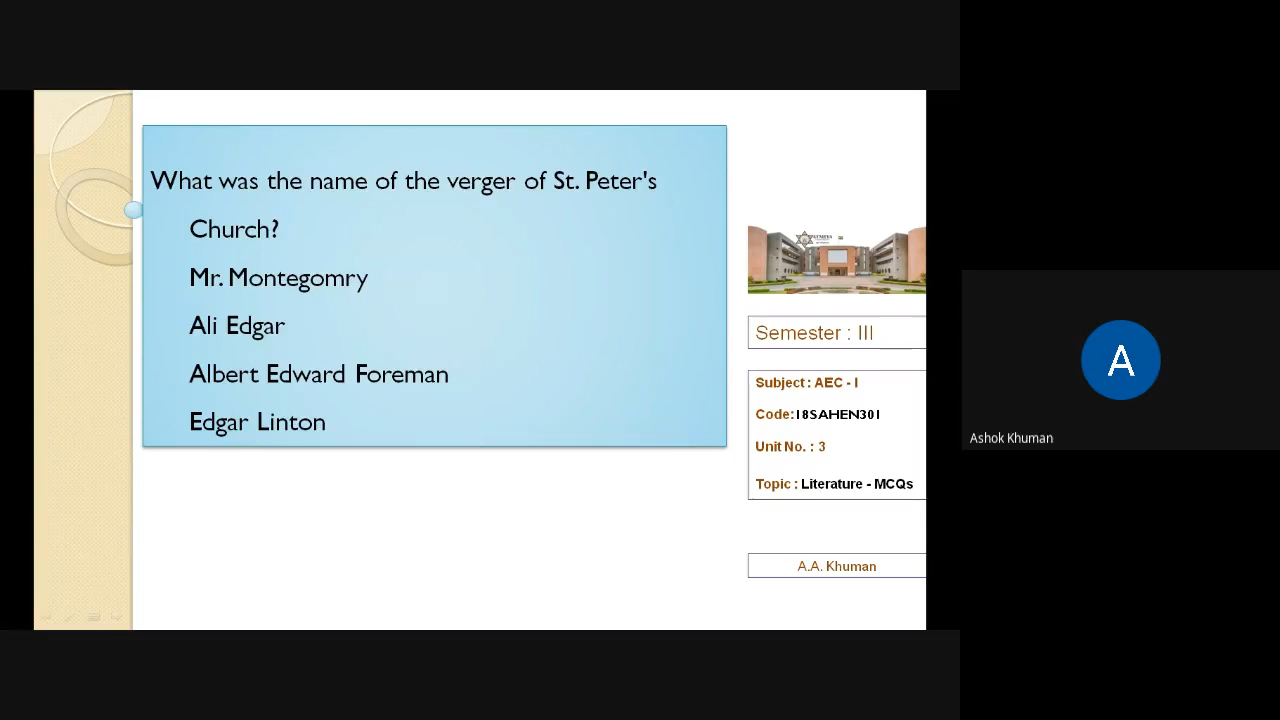 What was the name of the verger of St. Peter's
Church?
Mr. Montegomry
Ali Edgar
Albert Edward Foreman
Edgar Linton
Semester : III
Subject : AEC - I
Code:18SAHEN301
Unit No. : 3
Topic : Literature - MCQs
A.A. Khuman
A
Ashok Khuman